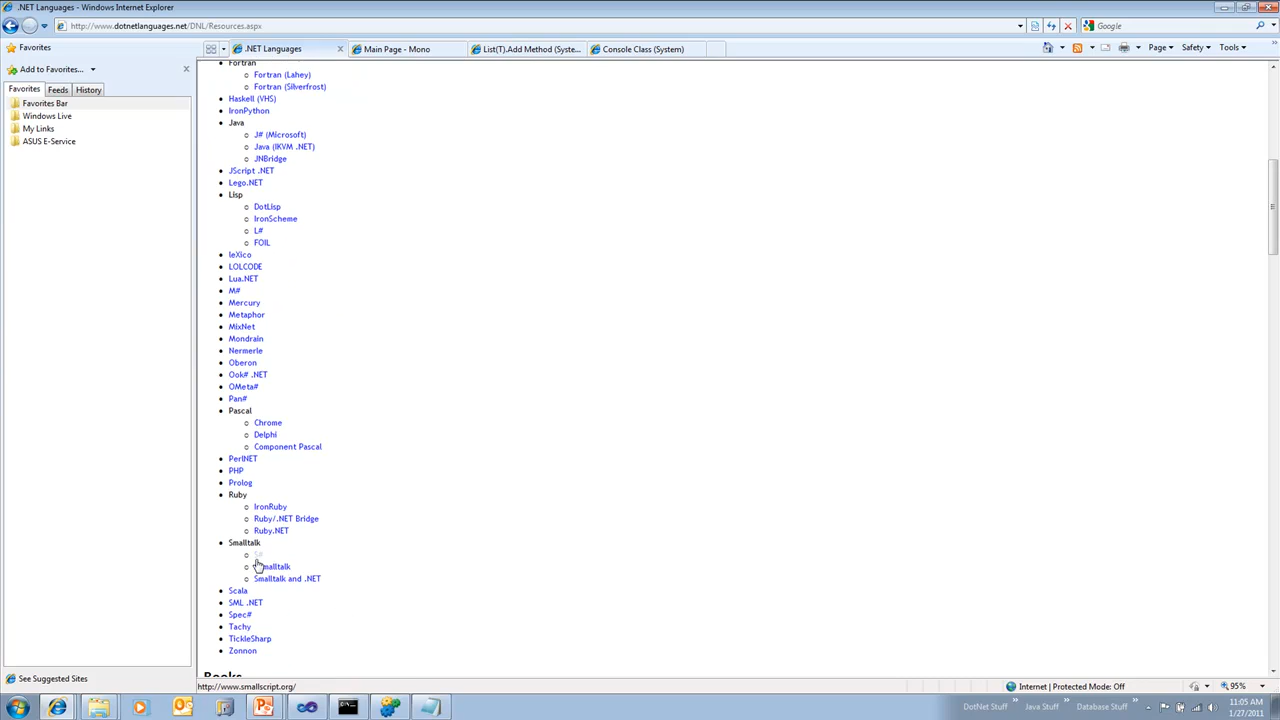 .NET Languages - Windows Internet Explorer
http://www.dotnetlanguages.net/DNL/Resources.aspx
Google
Favorites
.NET Languages
Main Page - Mono
List(T).Add Method (Syste...
Console Class (System)
Page
Safety
Tools
Add to Favorites...
Favorites
Feeds
History
Favorites Bar
Windows Live
My Links
ASUS E-Service
Fortran
Fortran (Lahey)
Fortran (Silverfrost)
Haskell (VHS)
IronPython
Java
J# (Microsoft)
Java (IKVM .NET)
JNBridge
JScript .NET
Lego.NET
Lisp
DotLisp
IronScheme
L#
FOIL
leXico
LOLCODE
Lua.NET
M#
Mercury
Metaphor
MixNet
Mondrain
Nermerle
Oberon
Ook# .NET
OMeta#
Pan#
Pascal
Chrome
Delphi
Component Pascal
PerlNET
PHP
Prolog
Ruby
IronRuby
Ruby/.NET Bridge
Ruby.NET
Smalltalk
S#
malltalk
Smalltalk and .NET
Scala
SML .NET
Spec#
Tachy
TickleSharp
Zonnon
Books
See Suggested Sites
http://www.smallscript.org/
Internet | Protected Mode: Off
95%
DotNet Stuff
Java Stuff
Database Stuff
11:05 AM
1/27/2011